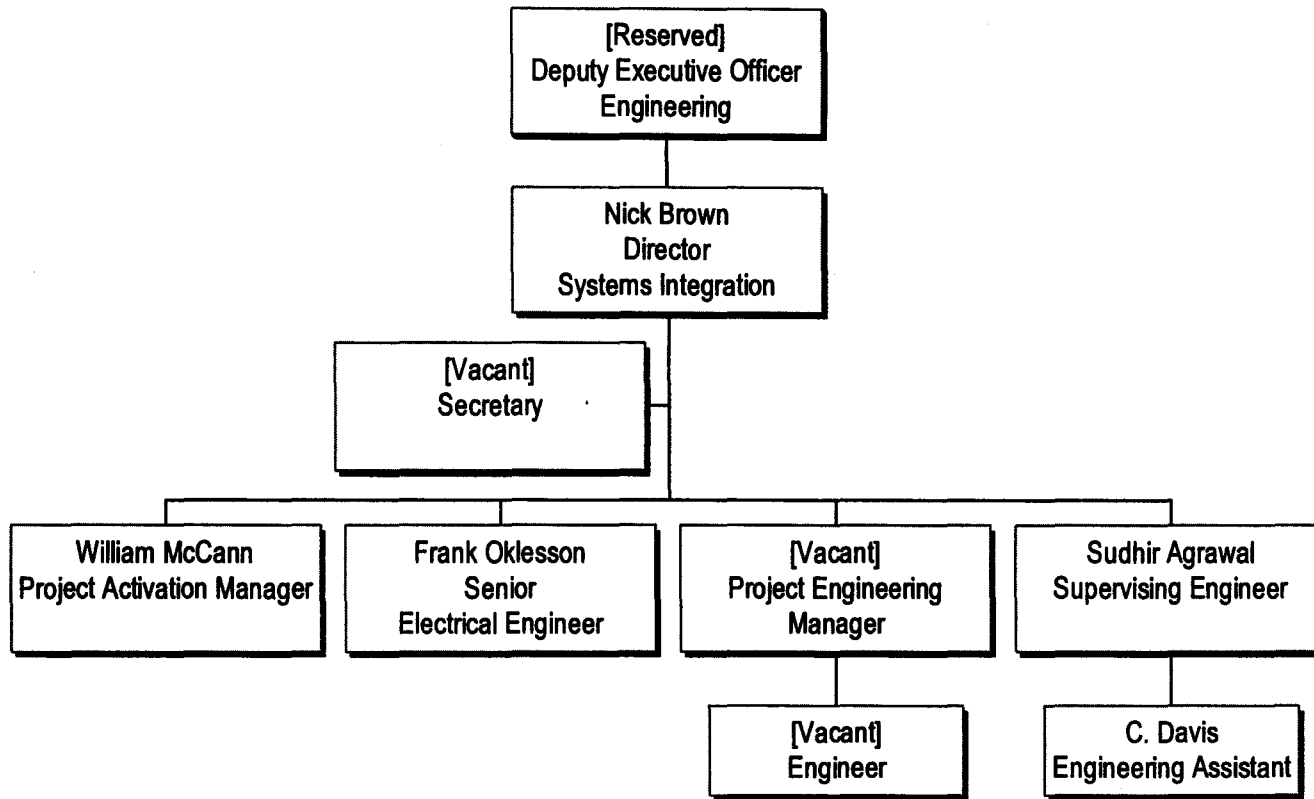 [Reserved]
Deputy Executive Officer
Engineering
Nick Brown
Director
Systems Integration
[Vacant]
Secretary
William McCann
Project Activation Manager
Frank Oklesson
Senior
Electrical Engineer
[Vacant]
Project Engineering
Manager
Sudhir Agrawal
Supervising Engineer
[Vacant]
Engineer
C. Davis
Engineering Assistant